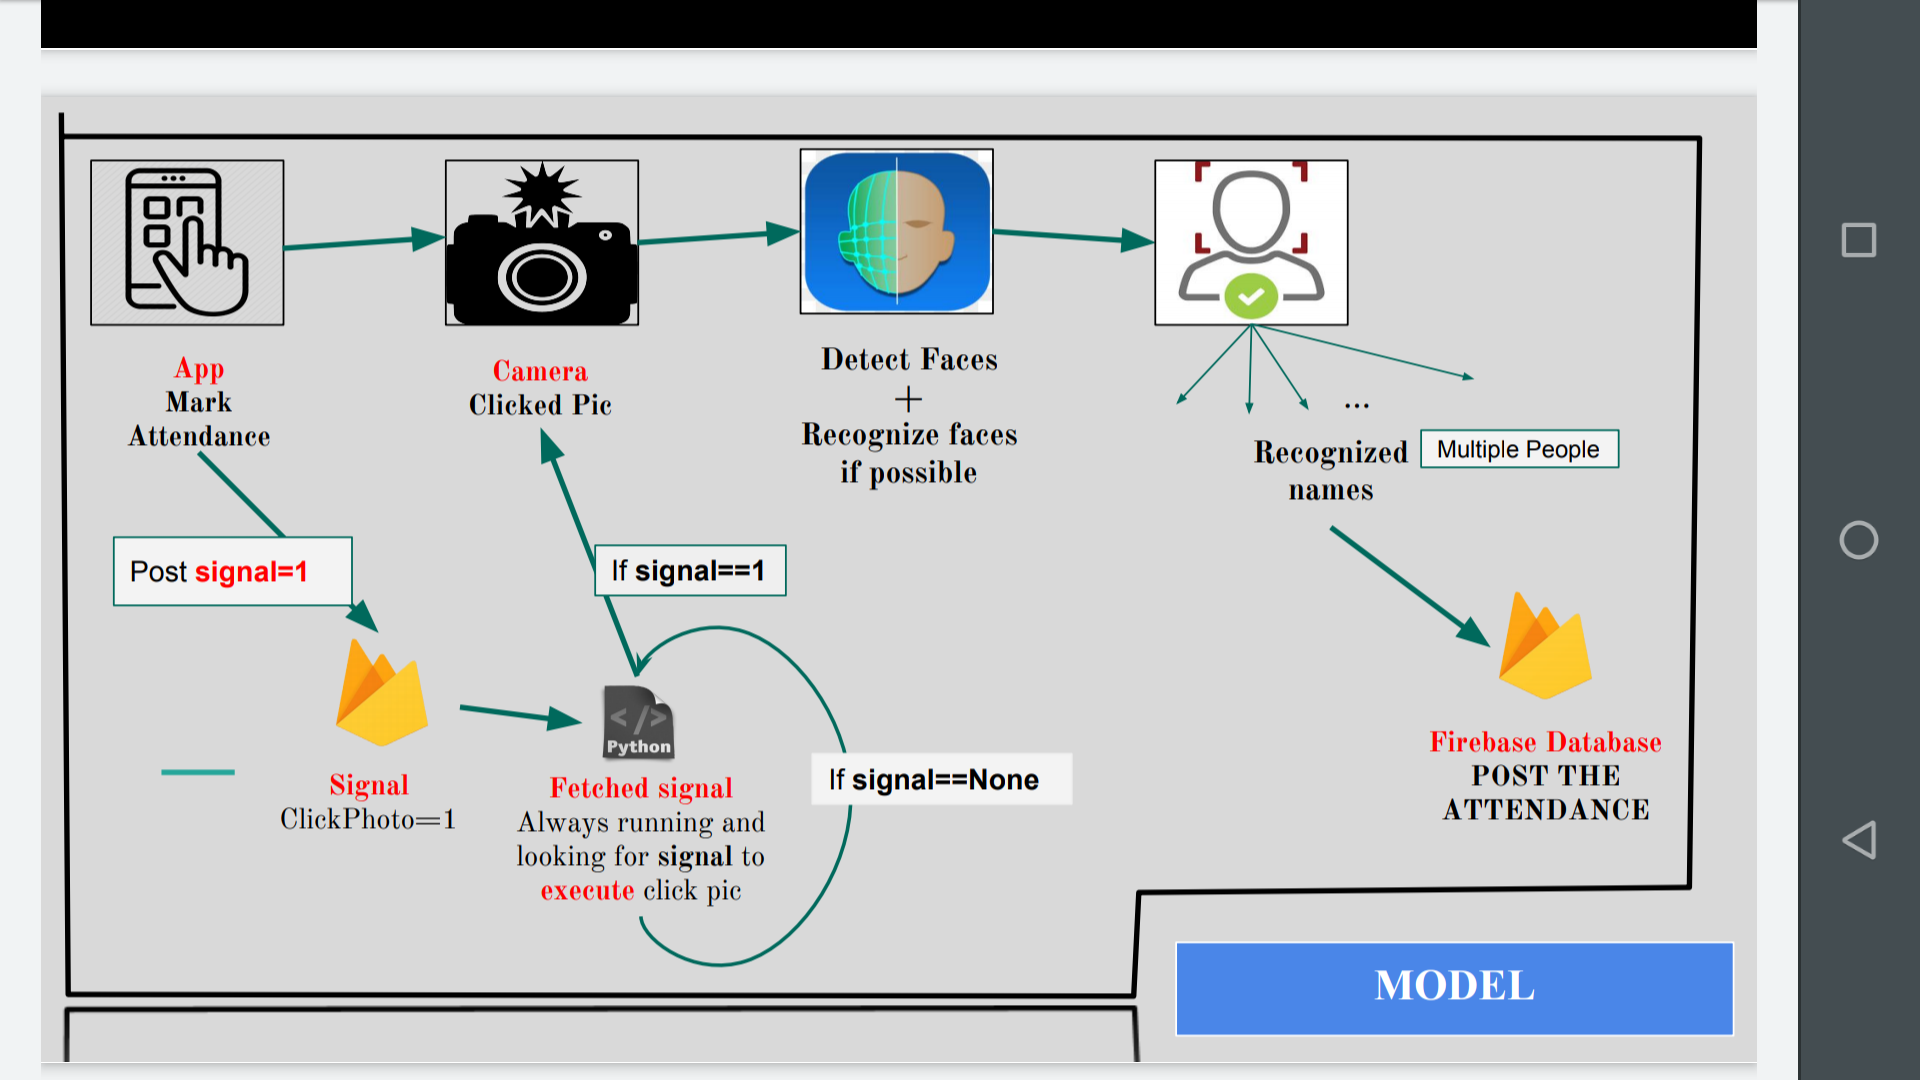 App
Mark
Attendance
Camera
Clicked Pic
Detect Faces
+
Recognize faces
if possible
...
Recognized
names
Multiple People
Post signal=1
If signal==1
</>
Python
Signal
ClickPhoto=1
Fetched signal
Always running and
looking for signal to
execute click pic
If signal==None
Firebase Database
POST THE
ATTENDANCE
MODEL